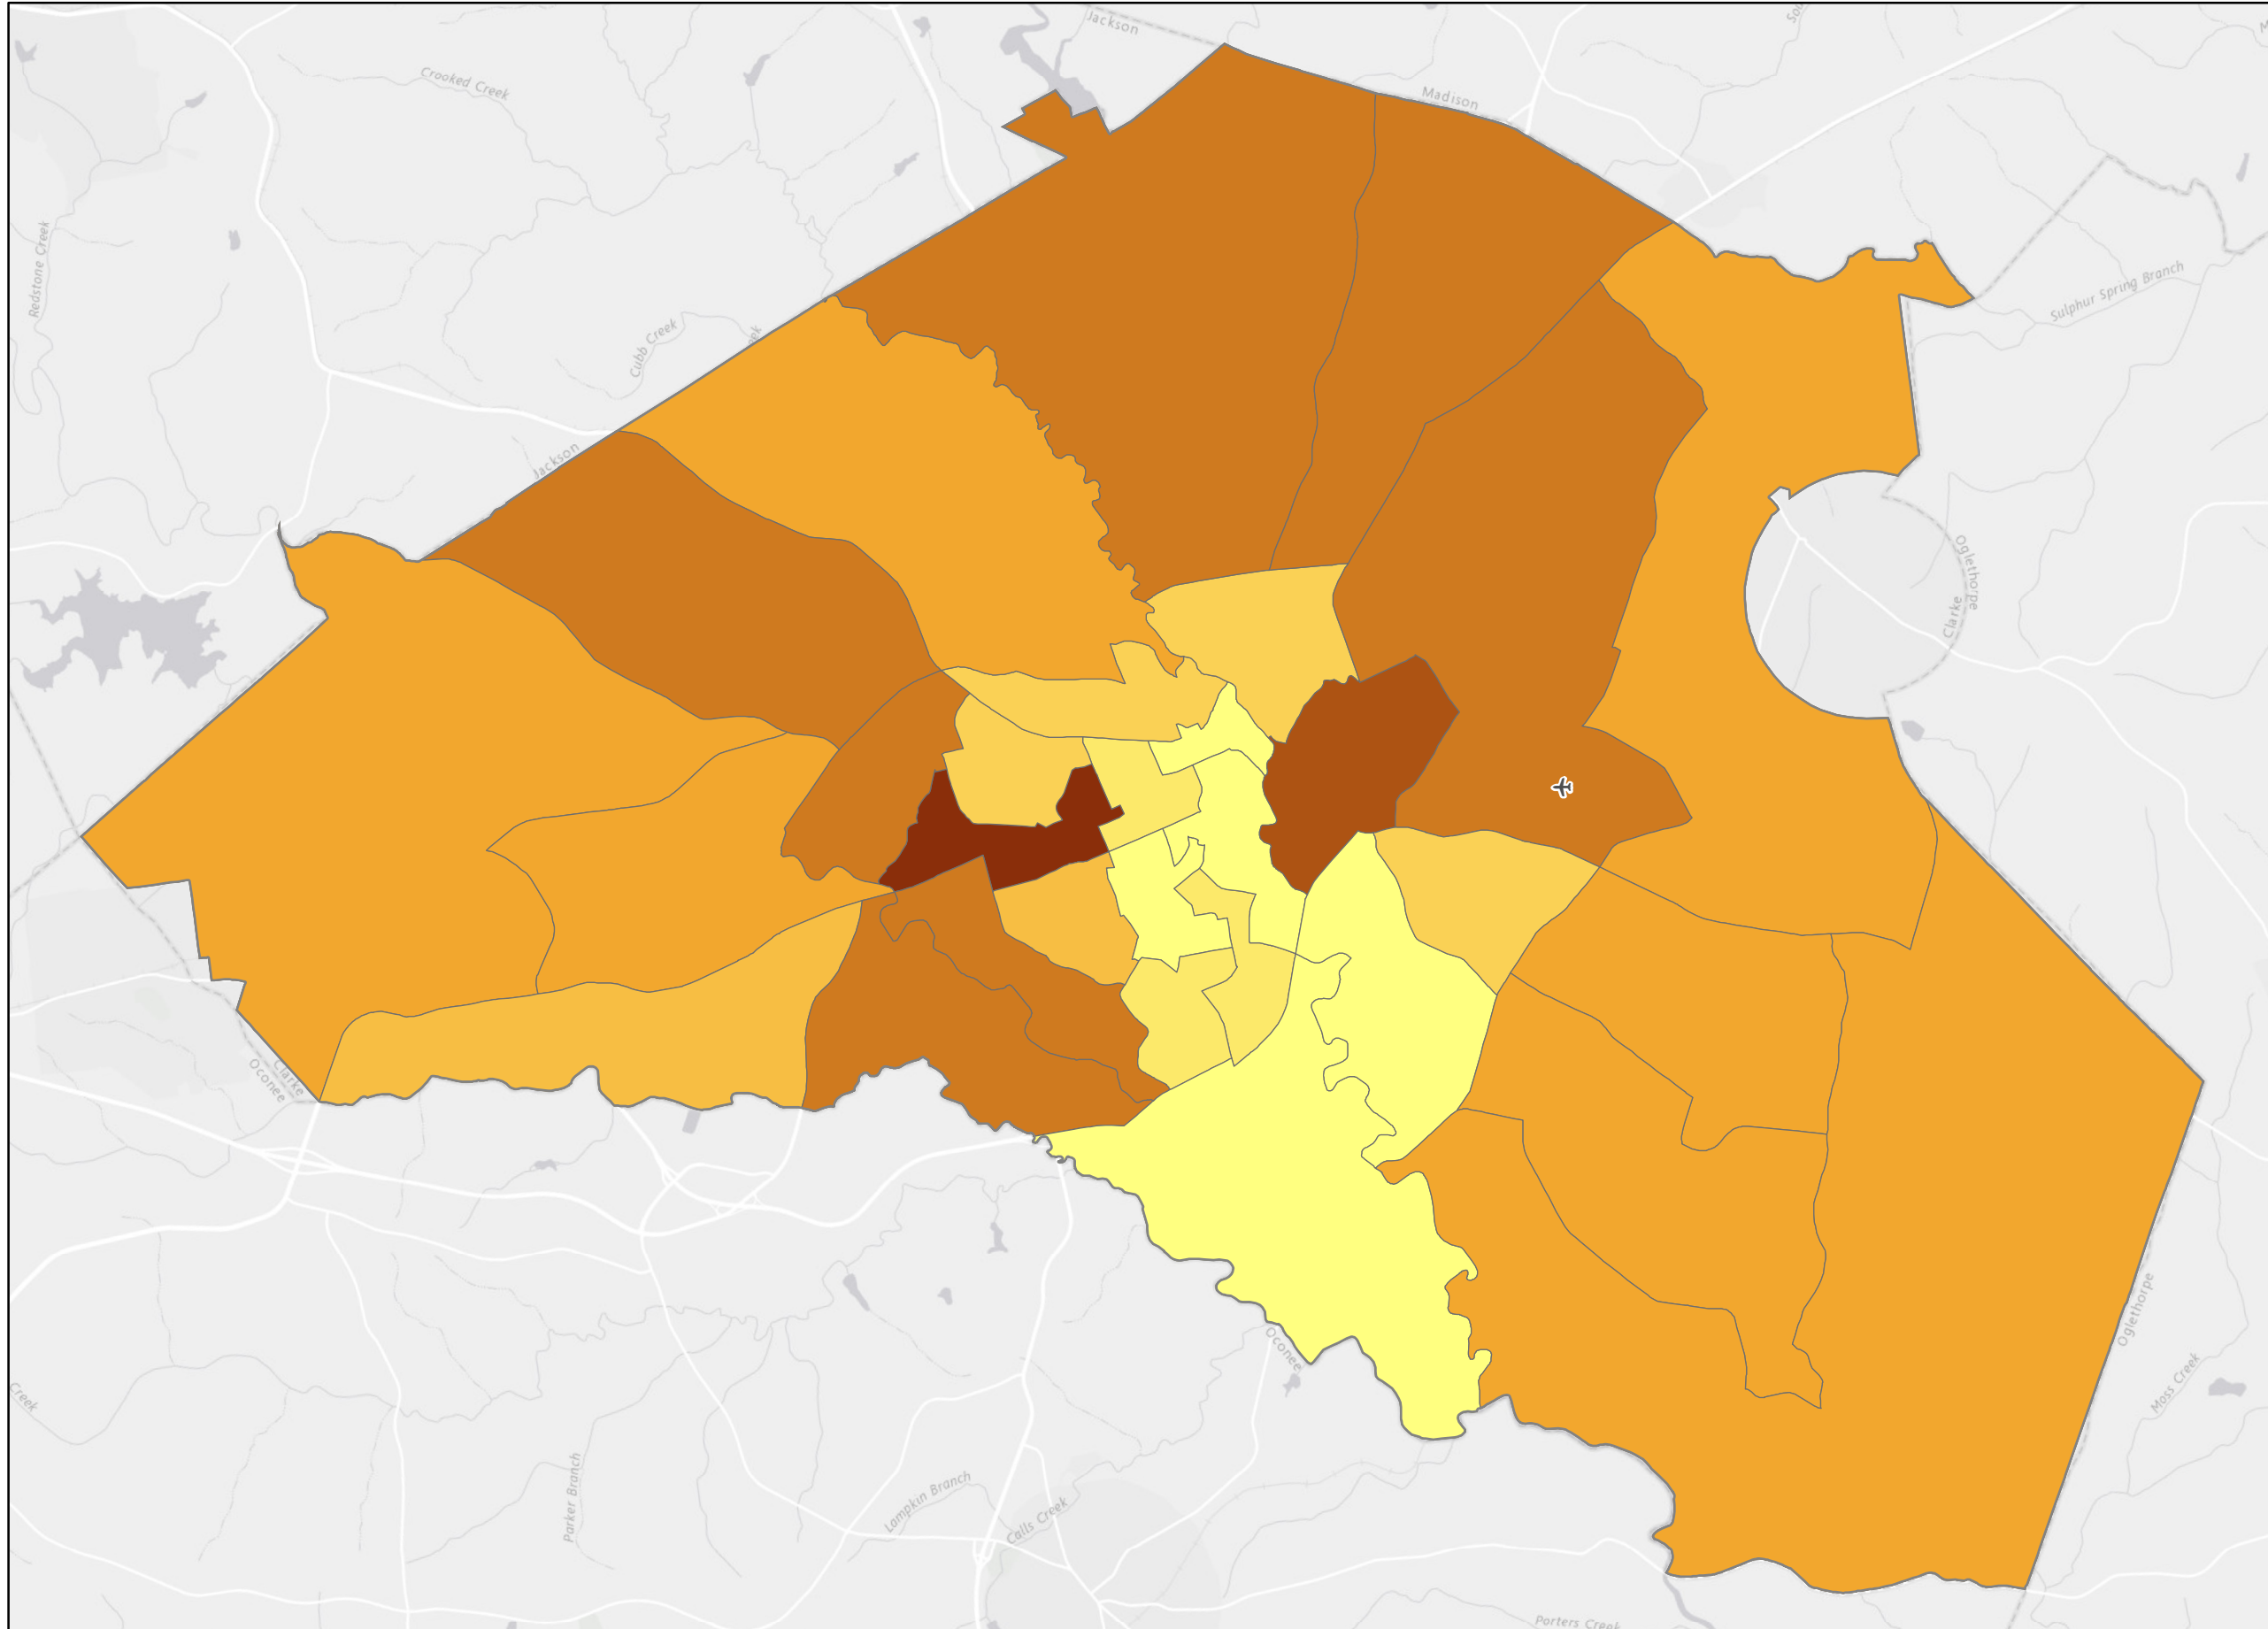 Jackson
Crooked Creek
Madison
Redstone Creek
Sulphur Spring Branch
Cubb Creek
Jackson
Oglethorpe
Clarke
Clarke
Oconee
Oglethorpe
Oconee
Moss Creek
Creek
Parker Branch
Lampkin Branch
Calls Creek
Porters Creek